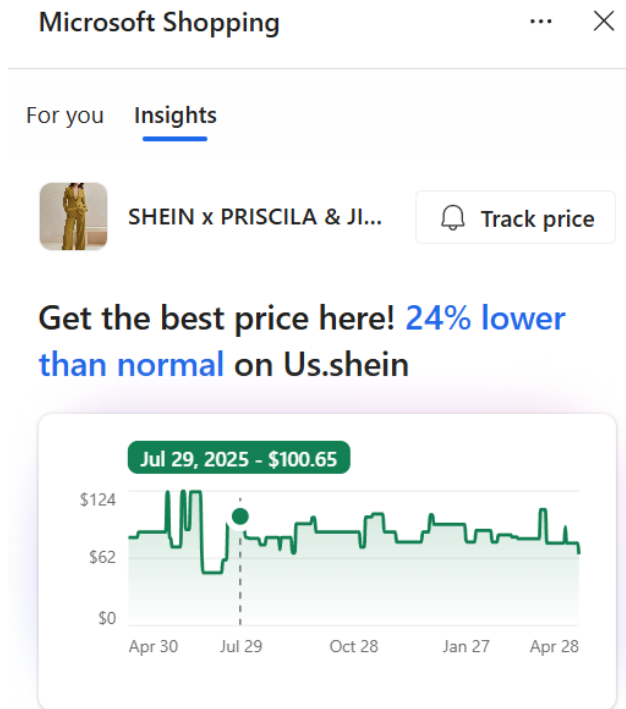 Microsoft Shopping
For you Insights
SHEIN x PRISCILA & JI... Track price
Get the best price here! 24% lower
than normal on Us.shein
Jul 29, 2025 - $100.65
$124
$62
$0
Apr 30 Jul 29 Oct 28 Jan 27 Apr 28